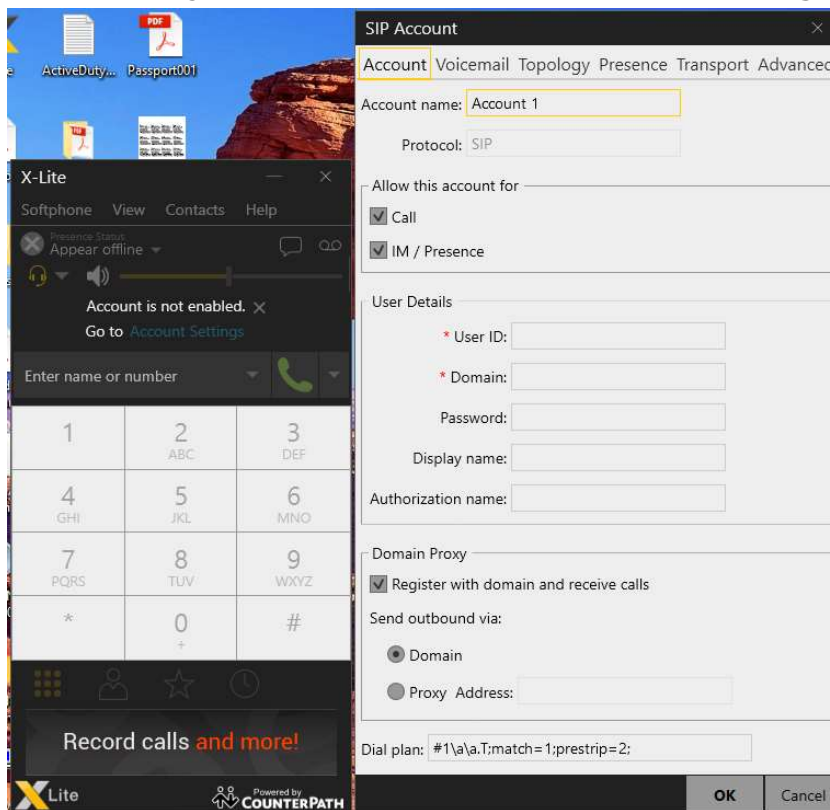 PDF
ActiveDuty...
Passport001
X-Lite
Softphone View Contacts Help
Presence Status
Appear offline
Account is not enabled.
Go to Account Settings
Enter name or number
1
2
ABC
3
DEF
4
GHI
5
JKL
6
MNO
7
PQRS
8
TUV
9
WXYZ
*
0
+
#
Record calls and more!
X Lite
Powered by
COUNTERPATH
SIP Account
Account Voicemail Topology Presence Transport Advanced
Account name: Account 1
Protocol: SIP
Allow this account for
Call
IM / Presence
User Details
* User ID:
* Domain:
Password:
Display name:
Authorization name:
Domain Proxy
Register with domain and receive calls
Send outbound via:
Domain
Proxy Address:
Dial plan: #1\a\a.T;match=1;prestrip=2;
OK Cancel